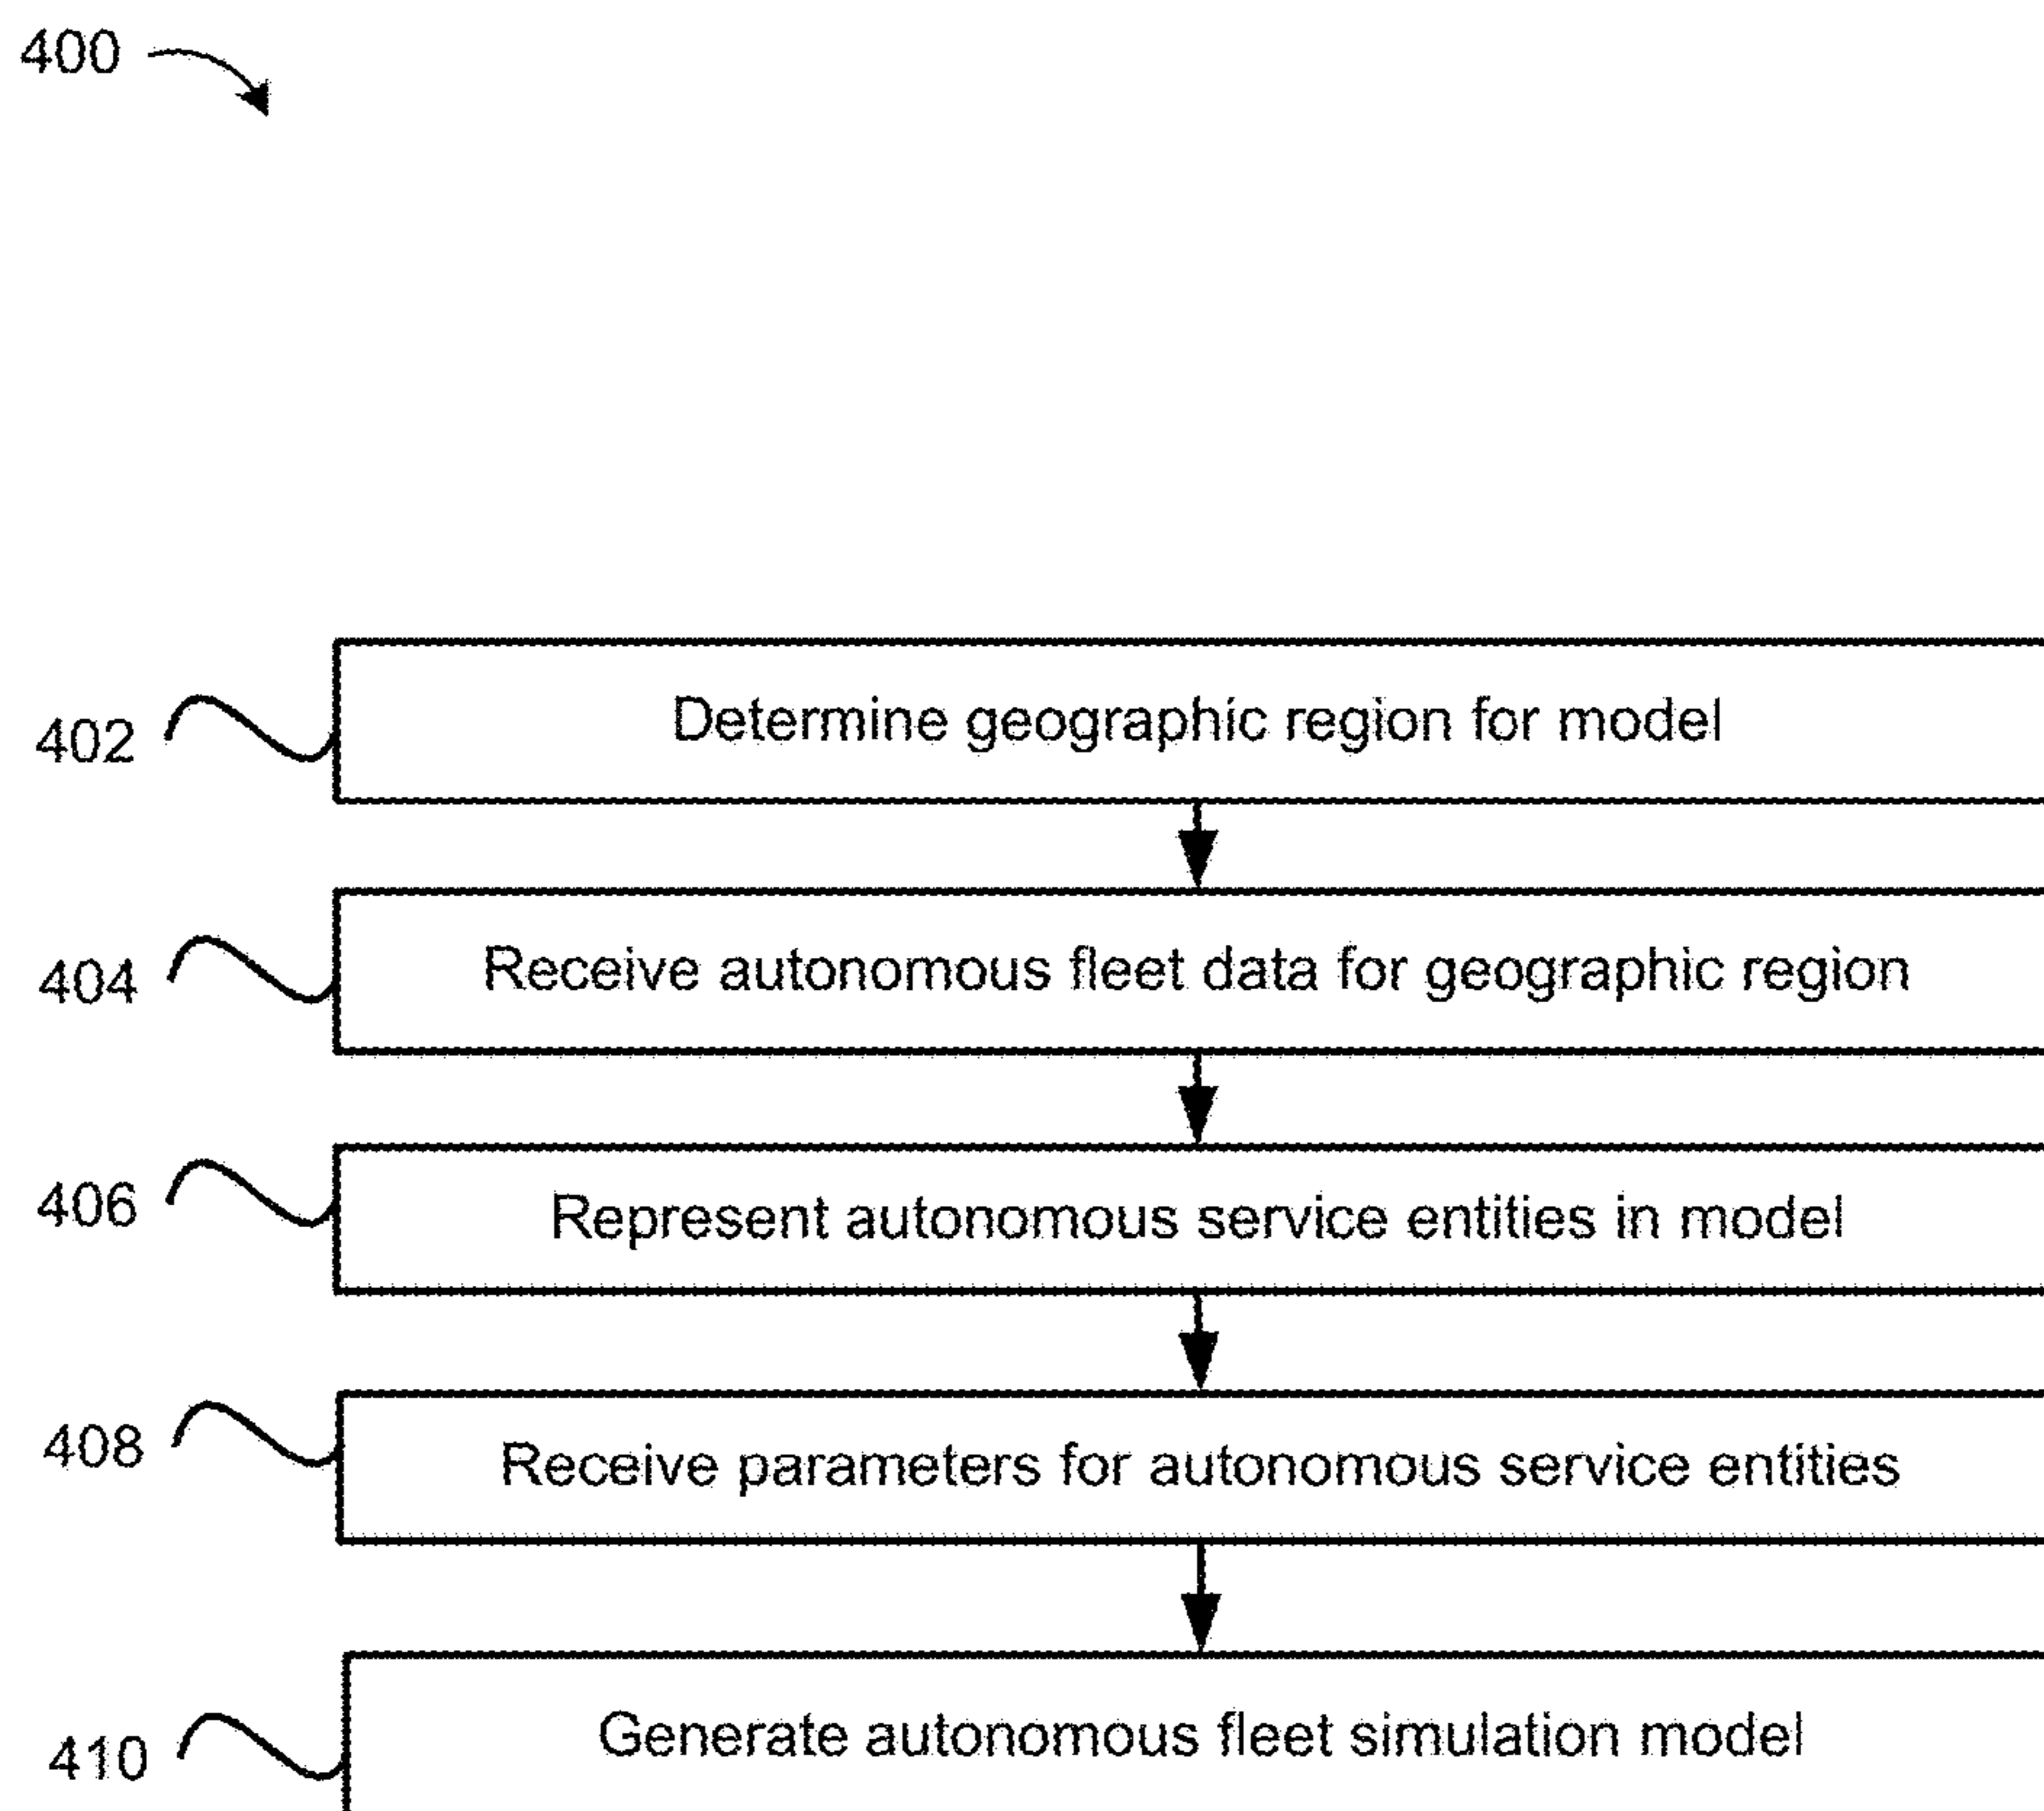 400
402
Determine geographic region for model
404
Receive autonomous fleet data for geographic region
406
Represent autonomous service entities in model
408
Receive parameters for autonomous service entities
410
Generate autonomous fleet simulation model